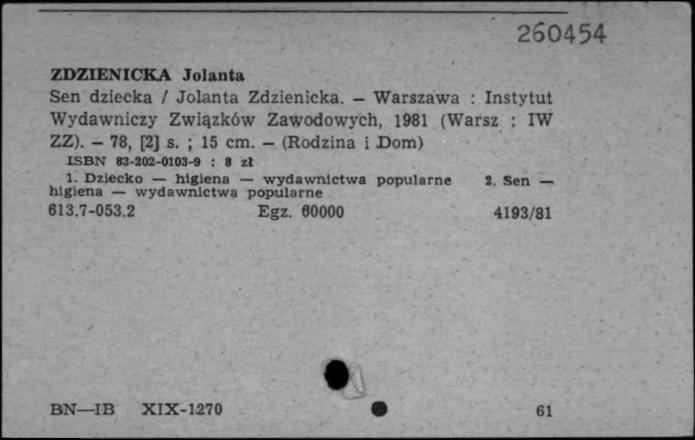 260454
ZDZIENICKA Jolanta
Sen dziecka / Jolanta Zdzienicka. — Warszawa : Instytut
Wydawniczy Związków Zawodowych, 1981 (Warsz : IW
ZZ). — 78, [2] s. ; 15 cm. — (Rodzina i Dom)
ISBN 83-202-0103-9 : 8 zł
1. Dziecko — higiena — wydawnictwa popularne 2. Sen —
higiena — wydawnictwa popularne
613.7-053.2 Egz. 60000 4193/81
BN—IB XIX-1270 61